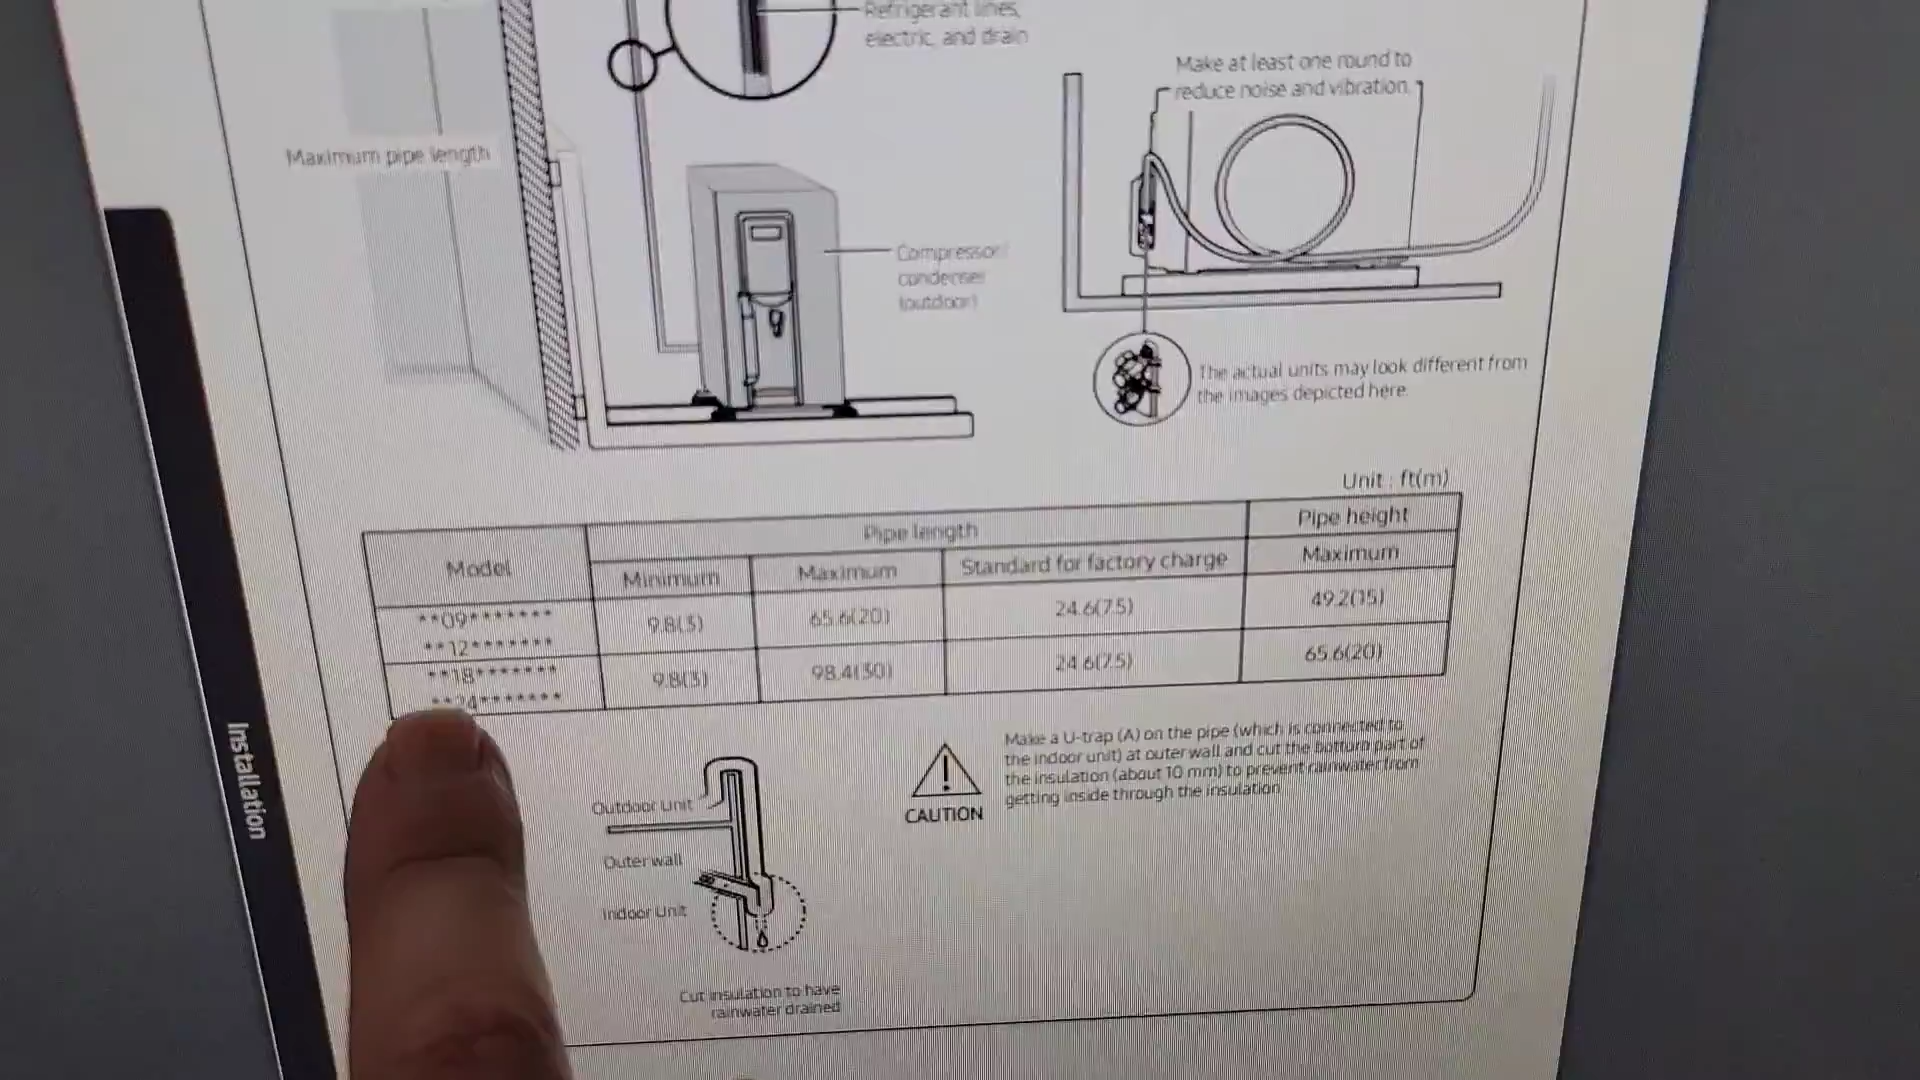 Refrigerant lines,
electric, and drain
Make at least one round to
reduce noise and vibration.
Maximum pipe length
Compressor/
condenser
(outdoor)
The actual units may look different from
the images depicted here.
Unit : ft(m)
Model
Pipe length
Pipe height
Minimum
Maximum
Standard for factory charge
Maximum
**09*******
**12*******
9.8(3)
65.6(20)
24.6(7.5)
49.2(15)
**18*******
**24*******
9.8(3)
98.4(30)
24.6(7.5)
65.6(20)
Installation
Outdoor Unit
Outer wall
Indoor Unit
Cut insulation to have
rainwater drained
CAUTION
Make a U-trap (A) on the pipe (which is connected to
the indoor unit) at outer wall and cut the bottom part of
the insulation (about 10 mm) to prevent rainwater from
getting inside through the insulation.